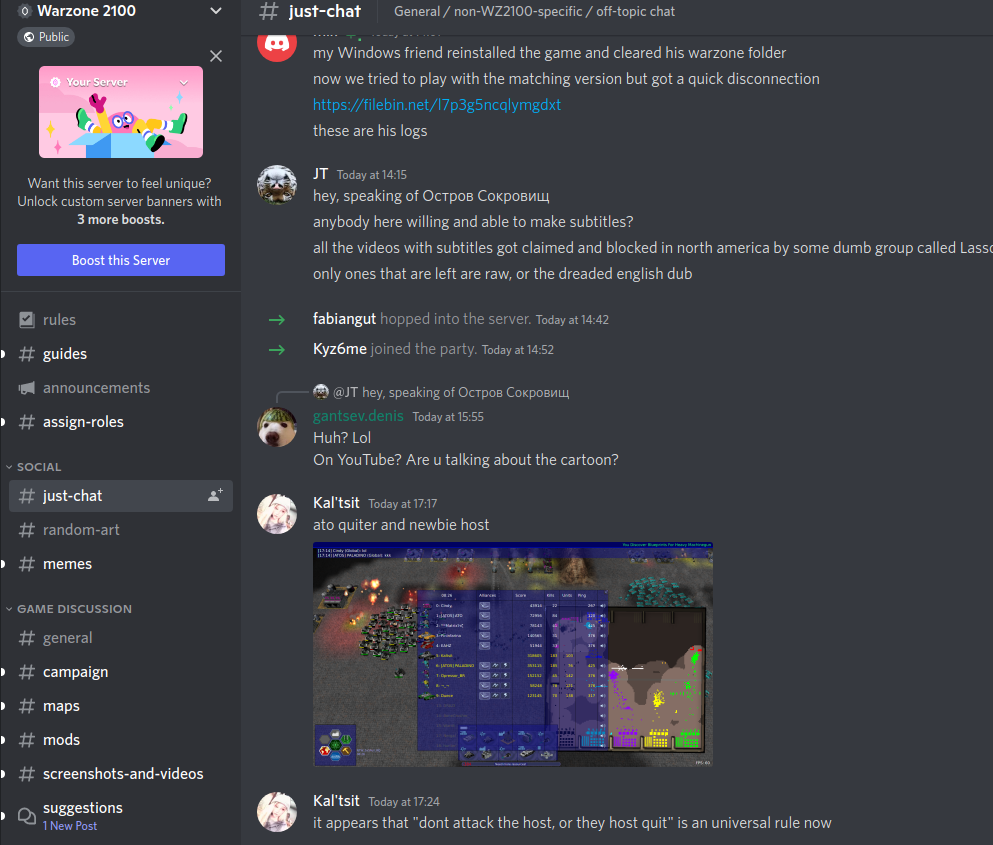 Warzone 2100
Public
Your Server
Want this server to feel unique?
Unlock custom server banners with
3 more boosts.
Boost this Server
rules
# guides
announcements
# assign-roles
SOCIAL
# just-chat
# random-art
# memes
GAME DISCUSSION
# general
# campaign
# maps
# mods
# screenshots-and-videos
suggestions
1 New Post
# just-chat
General / non-WZ2100-specific / off-topic chat
my Windows friend reinstalled the game and cleared his warzone folder
now we tried to play with the matching version but got a quick disconnection
https://filebin.net/l7p3g5ncqlymgdxt
these are his logs
JT Today at 14:15
hey, speaking of Остров Сокровищ
anybody here willing and able to make subtitles?
all the videos with subtitles got claimed and blocked in north america by some dumb group called Lasso
only ones that are left are raw, or the dreaded english dub
fabiangut hopped into the server. Today at 14:42
Kyz6me joined the party. Today at 14:52
@JT hey, speaking of Остров Сокровищ
gantsev.denis Today at 15:55
Huh? Lol
On YouTube? Are u talking about the cartoon?
Kal'tsit Today at 17:17
ato quiter and newbie host
Alliances Score Kills Units Ping
Kal'tsit Today at 17:24
it appears that "dont attack the host, or they host quit" is an universal rule now